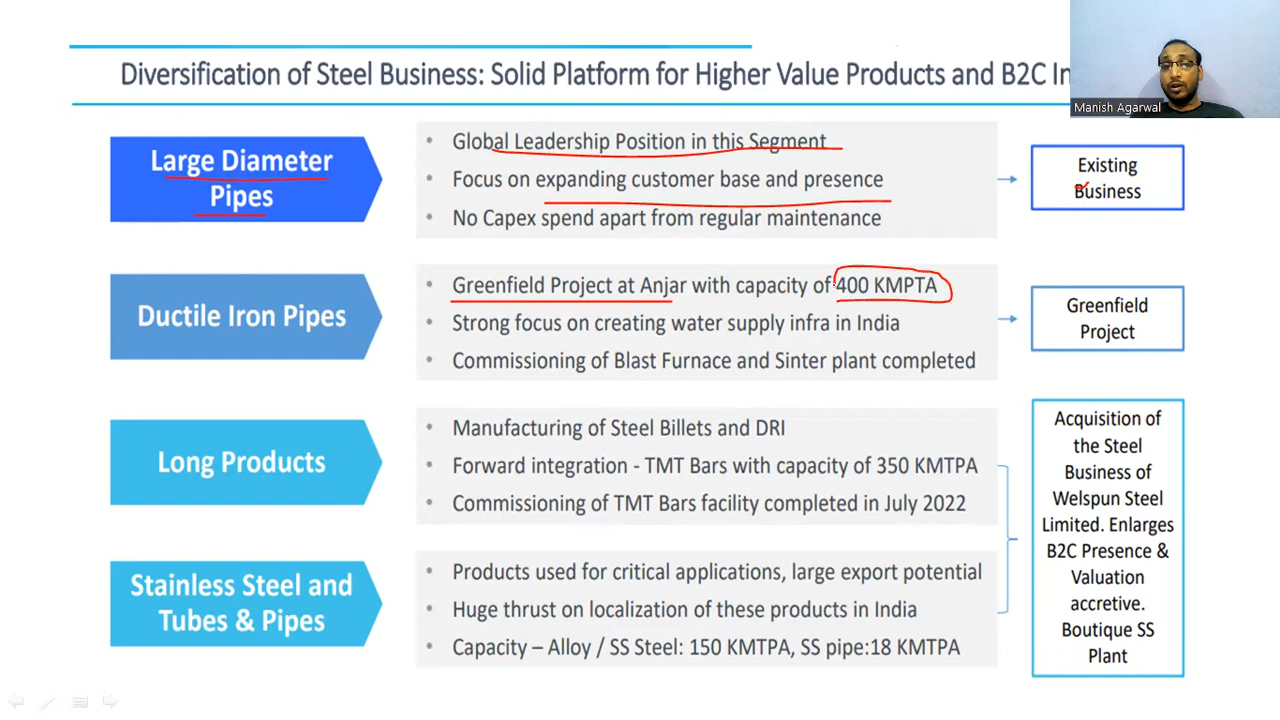 Diversification of Steel Business: Solid Platform for Higher Value Products and B2C In
Manish Agarwal
Large Diameter
Pipes
• Global Leadership Position in this Segment
• Focus on expanding customer base and presence
• No Capex spend apart from regular maintenance
Existing
Business
Ductile Iron Pipes
• Greenfield Project at Anjar with capacity of 400 KMPTA
• Strong focus on creating water supply infra in India
• Commissioning of Blast Furnace and Sinter plant completed
Greenfield
Project
Long Products
• Manufacturing of Steel Billets and DRI
• Forward integration - TMT Bars with capacity of 350 KMTPA
• Commissioning of TMT Bars facility completed in July 2022
Stainless Steel and
Tubes & Pipes
• Products used for critical applications, large export potential
• Huge thrust on localization of these products in India
• Capacity – Alloy / SS Steel: 150 KMTPA, SS pipe:18 KMTPA
Acquisition of
the Steel
Business of
Welspun Steel
Limited. Enlarges
B2C Presence &
Valuation
accretive.
Boutique SS
Plant